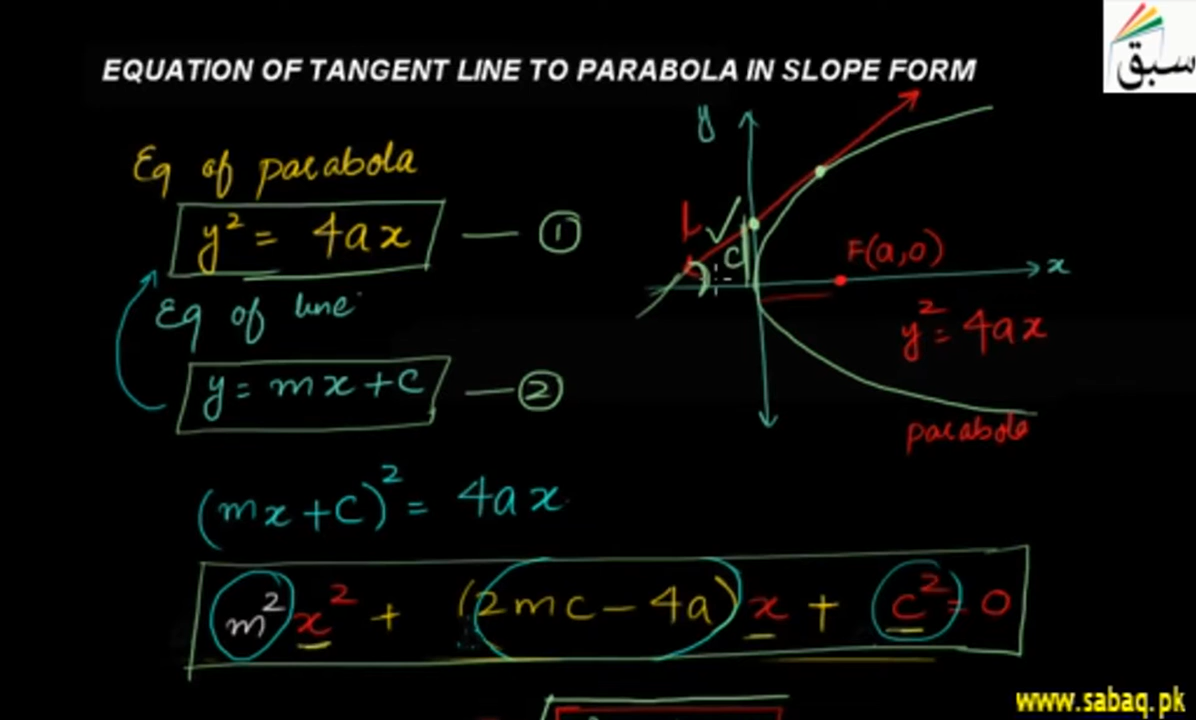 سبق
EQUATION OF TANGENT LINE TO PARABOLA IN SLOPE FORM
Eq of parabola
y² = 4ax — ①
Eq of line
y = mx + c — ②
(mx + c)² = 4ax
m²x² + (2mc - 4a)x + c² = 0
y
L
c
F(a,0)
x
y² = 4ax
parabola
www.sabaq.pk